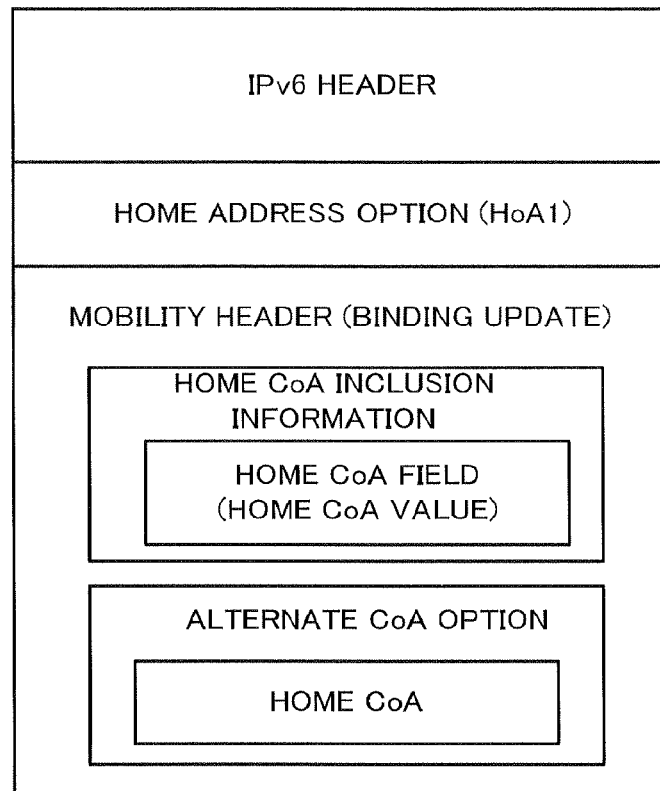 IPv6 HEADER
HOME ADDRESS OPTION (HoA1)
MOBILITY HEADER (BINDING UPDATE)
HOME CoA INCLUSION
INFORMATION
HOME CoA FIELD
(HOME CoA VALUE)
ALTERNATE CoA OPTION
HOME CoA